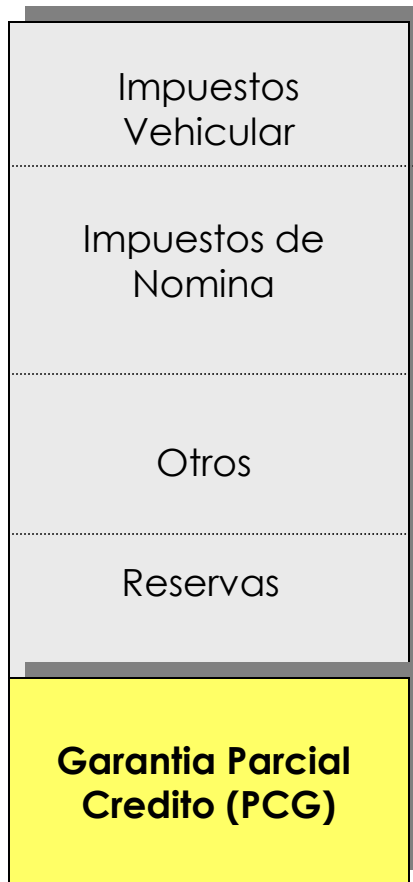 Impuestos
Vehicular
Impuestos de
Nomina
Otros
Reservas
Garantia Parcial
Credito (PCG)